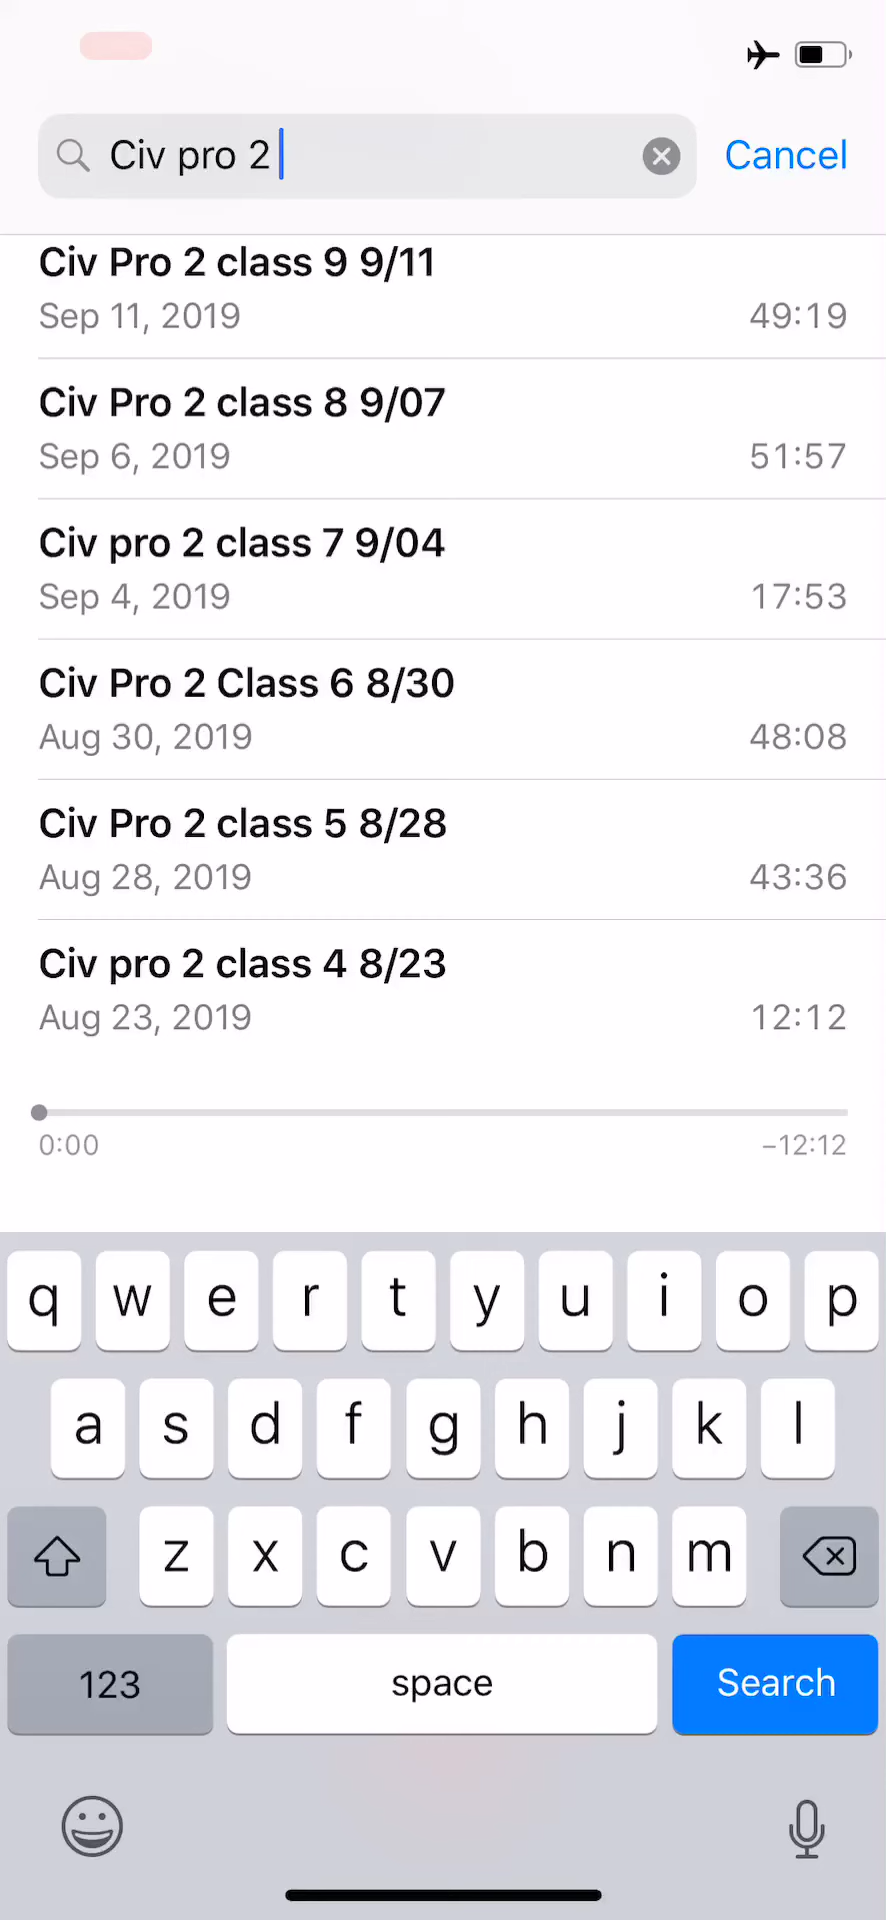 Civ pro 2
Cancel
Civ Pro 2 class 9 9/11
Sep 11, 2019 49:19
Civ Pro 2 class 8 9/07
Sep 6, 2019 51:57
Civ pro 2 class 7 9/04
Sep 4, 2019 17:53
Civ Pro 2 Class 6 8/30
Aug 30, 2019 48:08
Civ Pro 2 class 5 8/28
Aug 28, 2019 43:36
Civ pro 2 class 4 8/23
Aug 23, 2019 12:12
0:00 −12:12
q w e r t y u i o p
a s d f g h j k l
z x c v b n m
123 space Search